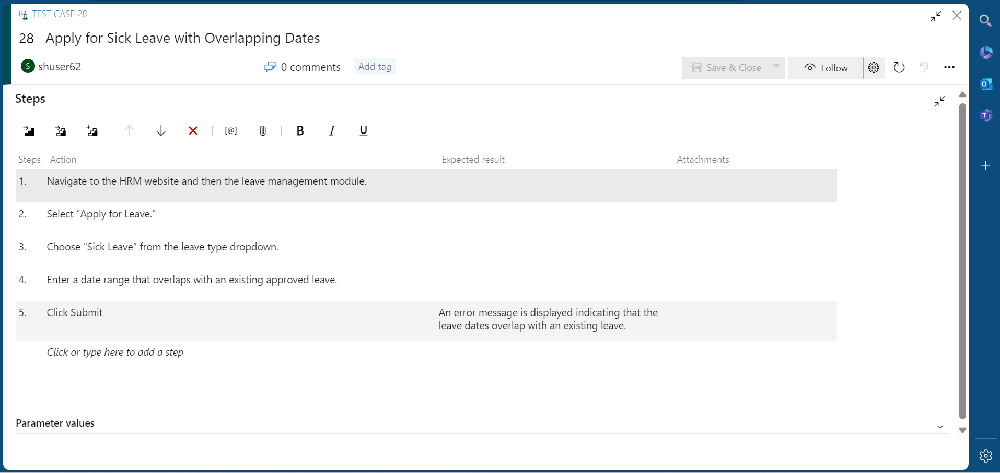 TEST CASE 28
28 Apply for Sick Leave with Overlapping Dates
S shuser62 0 comments Add tag Save & Close Follow
Steps
[@] B I U
Steps Action Expected result Attachments
1. Navigate to the HRM website and then the leave management module.
2. Select “Apply for Leave.”
3. Choose “Sick Leave” from the leave type dropdown.
4. Enter a date range that overlaps with an existing approved leave.
5. Click Submit An error message is displayed indicating that the
leave dates overlap with an existing leave.
Click or type here to add a step
Parameter values